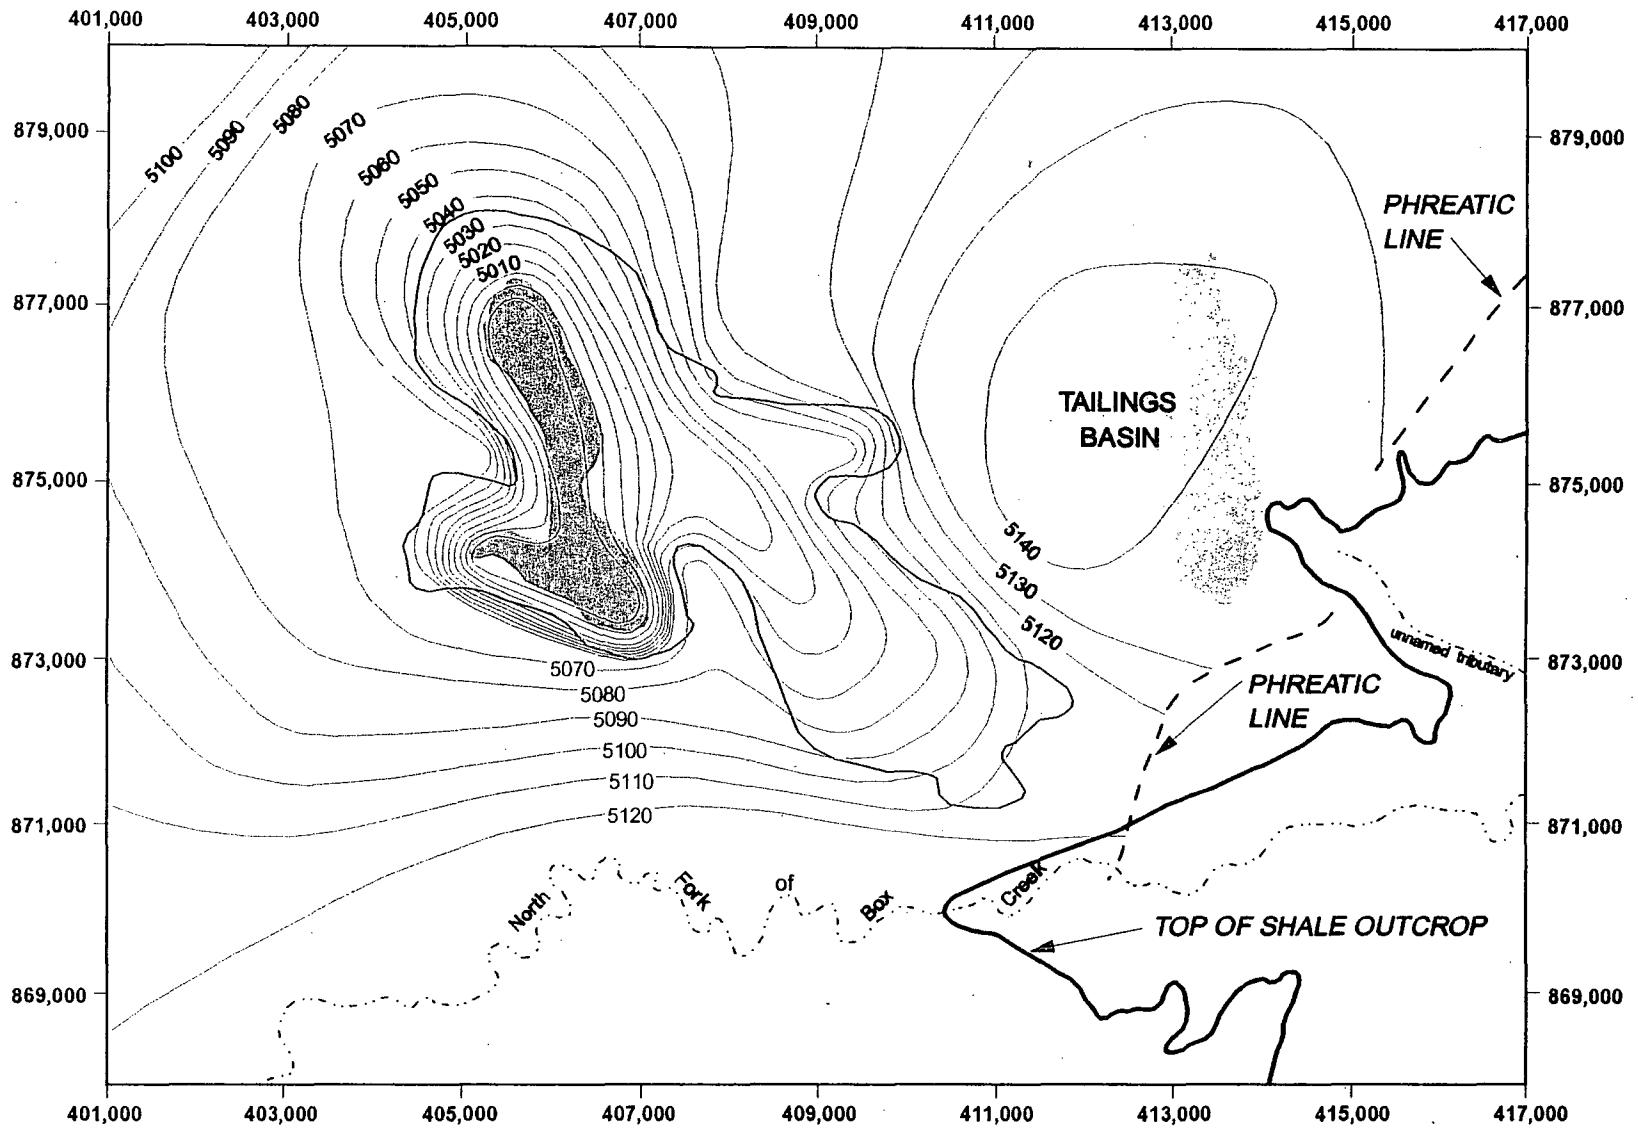 401,000 403,000 405,000 407,000 409,000 411,000 413,000 415,000 417,000
879,000
877,000
875,000
873,000
871,000
869,000
5100
5090
5080
5070
5060
5050
5040
5030
5020
5010
TAILINGS
BASIN
PHREATIC
LINE
5140
5130
5120
unnamed tributary
PHREATIC
LINE
5070
5080
5090
5100
5110
5120
North Fork of Box Creek
TOP OF SHALE OUTCROP
879,000
877,000
875,000
873,000
871,000
869,000
401,000 403,000 405,000 407,000 409,000 411,000 413,000 415,000 417,000